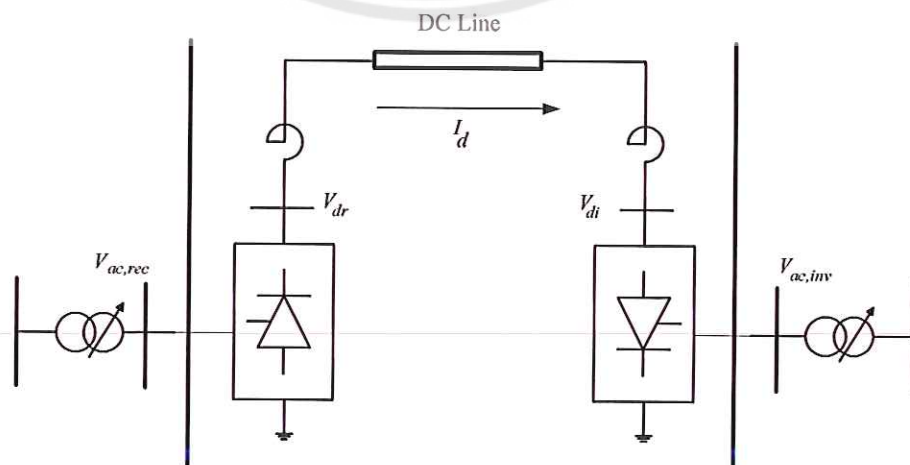 DC Line
I_d
V_dr
V_di
V_ac,rec
V_ac,inv